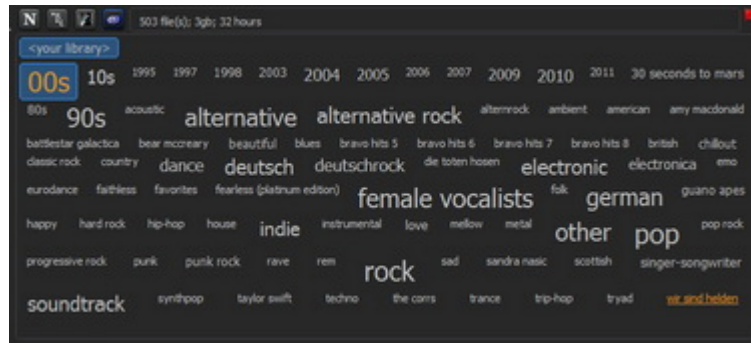 N 503 file(s); 3gb; 32 hours
<your library>
00s 10s 1995 1997 1998 2003 2004 2005 2006 2007 2009 2010 2011 30 seconds to mars
80s 90s acoustic alternative alternative rock alternrock ambient american amy macdonald
battlestar galactica bear mccreary beautiful blues bravo hits 5 bravo hits 6 bravo hits 7 bravo hits 8 british chillout
classic rock country dance deutsch deutschrock die toten hosen electronic electronica emo
eurodance faithless favorites fearless (platinum edition) female vocalists folk german guano apes
happy hard rock hip-hop house indie instrumental love mellow metal other pop pop rock
progressive rock punk punk rock rave rem rock sad sandra nasic scottish singer-songwriter
soundtrack synthpop taylor swift techno the corrs trance trip-hop tryad wir sind helden